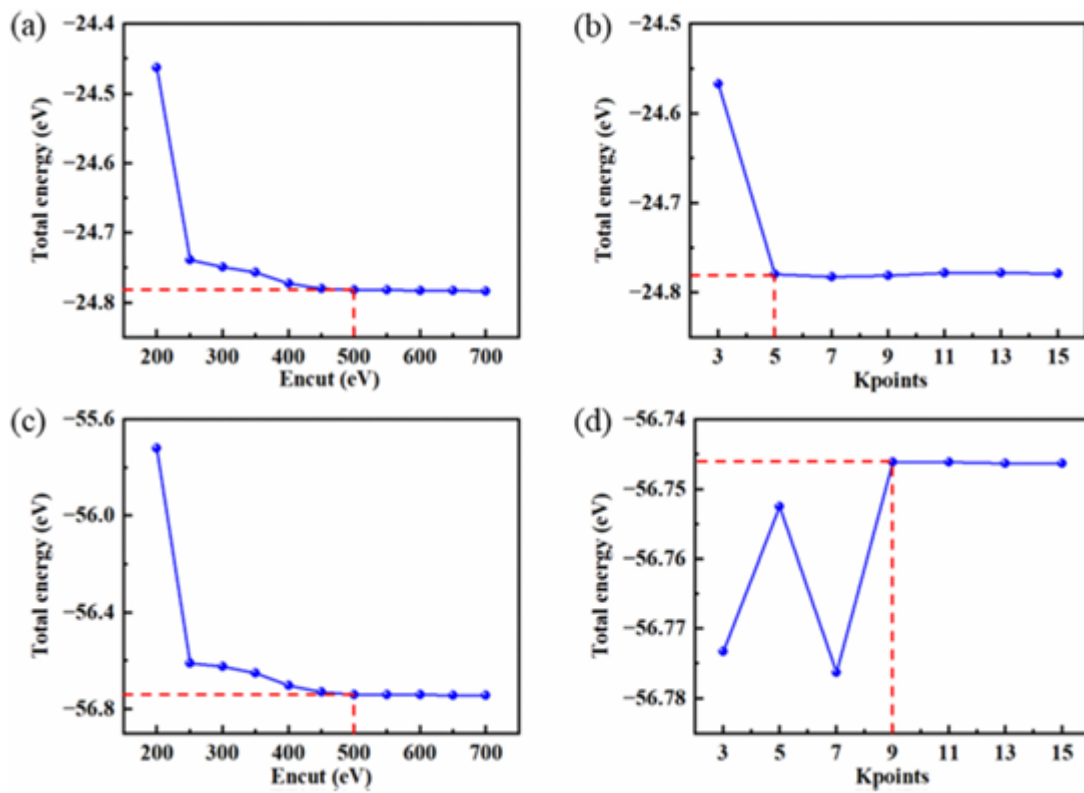 (a)
Total energy (eV)
−24.4
−24.5
−24.6
−24.7
−24.8
200 300 400 500 600 700
Encut (eV)
(b)
Total energy (eV)
−24.5
−24.6
−24.7
−24.8
3 5 7 9 11 13 15
Kpoints
(c)
Total energy (eV)
−55.6
−56.0
−56.4
−56.8
200 300 400 500 600 700
Encut (eV)
(d)
Total energy (eV)
−56.74
−56.75
−56.76
−56.77
−56.78
3 5 7 9 11 13 15
Kpoints